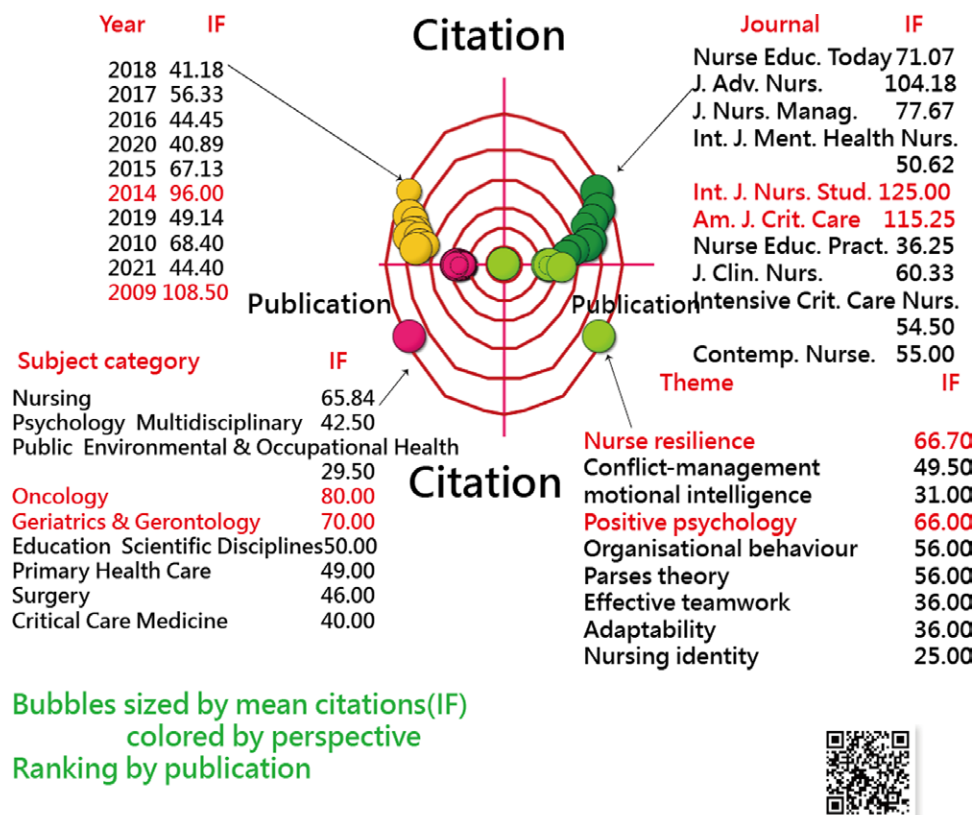 Citation
Year IF
2018 41.18
2017 56.33
2016 44.45
2020 40.89
2015 67.13
2014 96.00
2019 49.14
2010 68.40
2021 44.40
2009 108.50
Journal IF
Nurse Educ. Today 71.07
J. Adv. Nurs. 104.18
J. Nurs. Manag. 77.67
Int. J. Ment. Health Nurs.
50.62
Int. J. Nurs. Stud. 125.00
Am. J. Crit. Care 115.25
Nurse Educ. Pract. 36.25
J. Clin. Nurs. 60.33
Intensive Crit. Care Nurs.
54.50
Contemp. Nurse. 55.00
Publication
Publication
Subject category IF
Nursing 65.84
Psychology Multidisciplinary 42.50
Public Environmental & Occupational Health
29.50
Oncology 80.00
Geriatrics & Gerontology 70.00
Education Scientific Disciplines 50.00
Primary Health Care 49.00
Surgery 46.00
Critical Care Medicine 40.00
Citation
Theme IF
Nurse resilience 66.70
Conflict-management 49.50
motional intelligence 31.00
Positive psychology 66.00
Organisational behaviour 56.00
Parses theory 56.00
Effective teamwork 36.00
Adaptability 36.00
Nursing identity 25.00
Bubbles sized by mean citations(IF)
colored by perspective
Ranking by publication